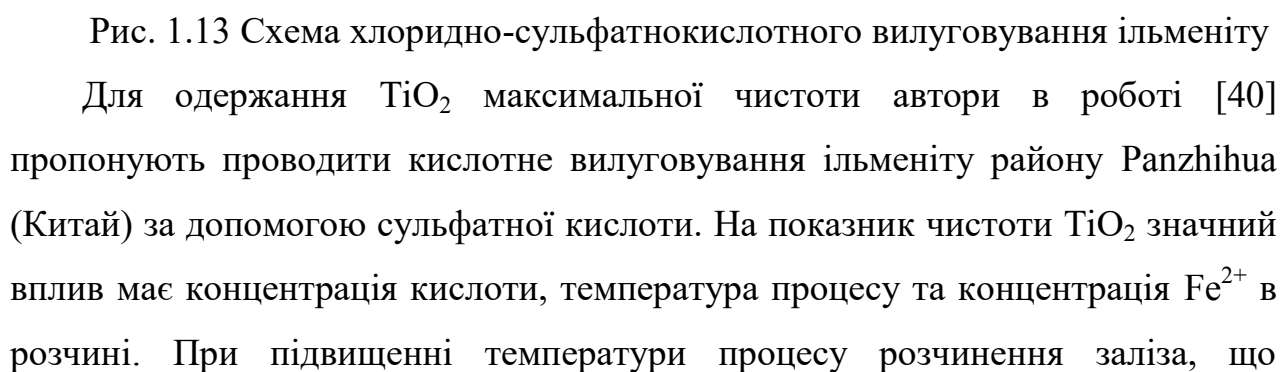 Рис. 1.13 Схема хлоридно-сульфатнокислотного вилуговування ільменіту
Для одержання TiO₂ максимальної чистоти автори в роботі [40]
пропонують проводити кислотне вилуговування ільменіту району Panzhihua
(Китай) за допомогою сульфатної кислоти. На показник чистоти TiO₂ значний
вплив має концентрація кислоти, температура процесу та концентрація Fe²⁺ в
розчині. При підвищенні температури процесу розчинення заліза, що